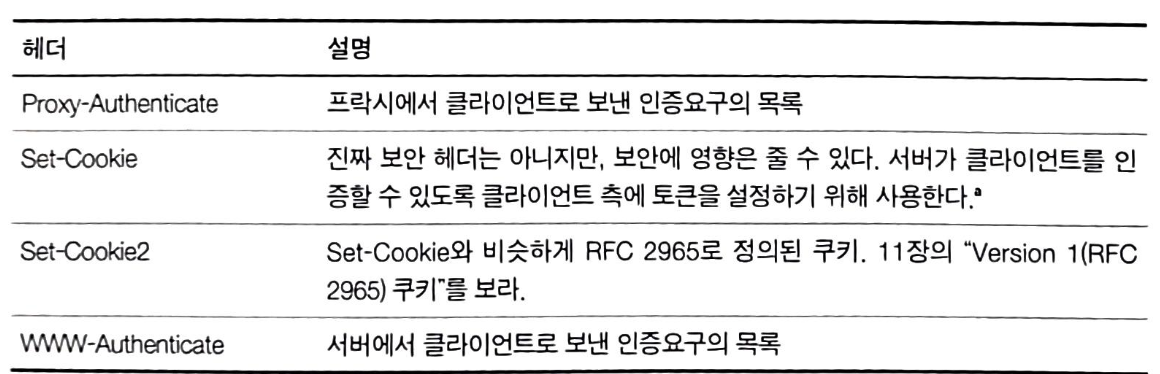 헤더 설명
Proxy-Authenticate 프락시에서 클라이언트로 보낸 인증요구의 목록
Set-Cookie 진짜 보안 헤더는 아니지만, 보안에 영향은 줄 수 있다. 서버가 클라이언트를 인
증할 수 있도록 클라이언트 측에 토큰을 설정하기 위해 사용한다.ª
Set-Cookie2 Set-Cookie와 비슷하게 RFC 2965로 정의된 쿠키. 11장의 “Version 1(RFC
2965) 쿠키”를 보라.
WWW-Authenticate 서버에서 클라이언트로 보낸 인증요구의 목록